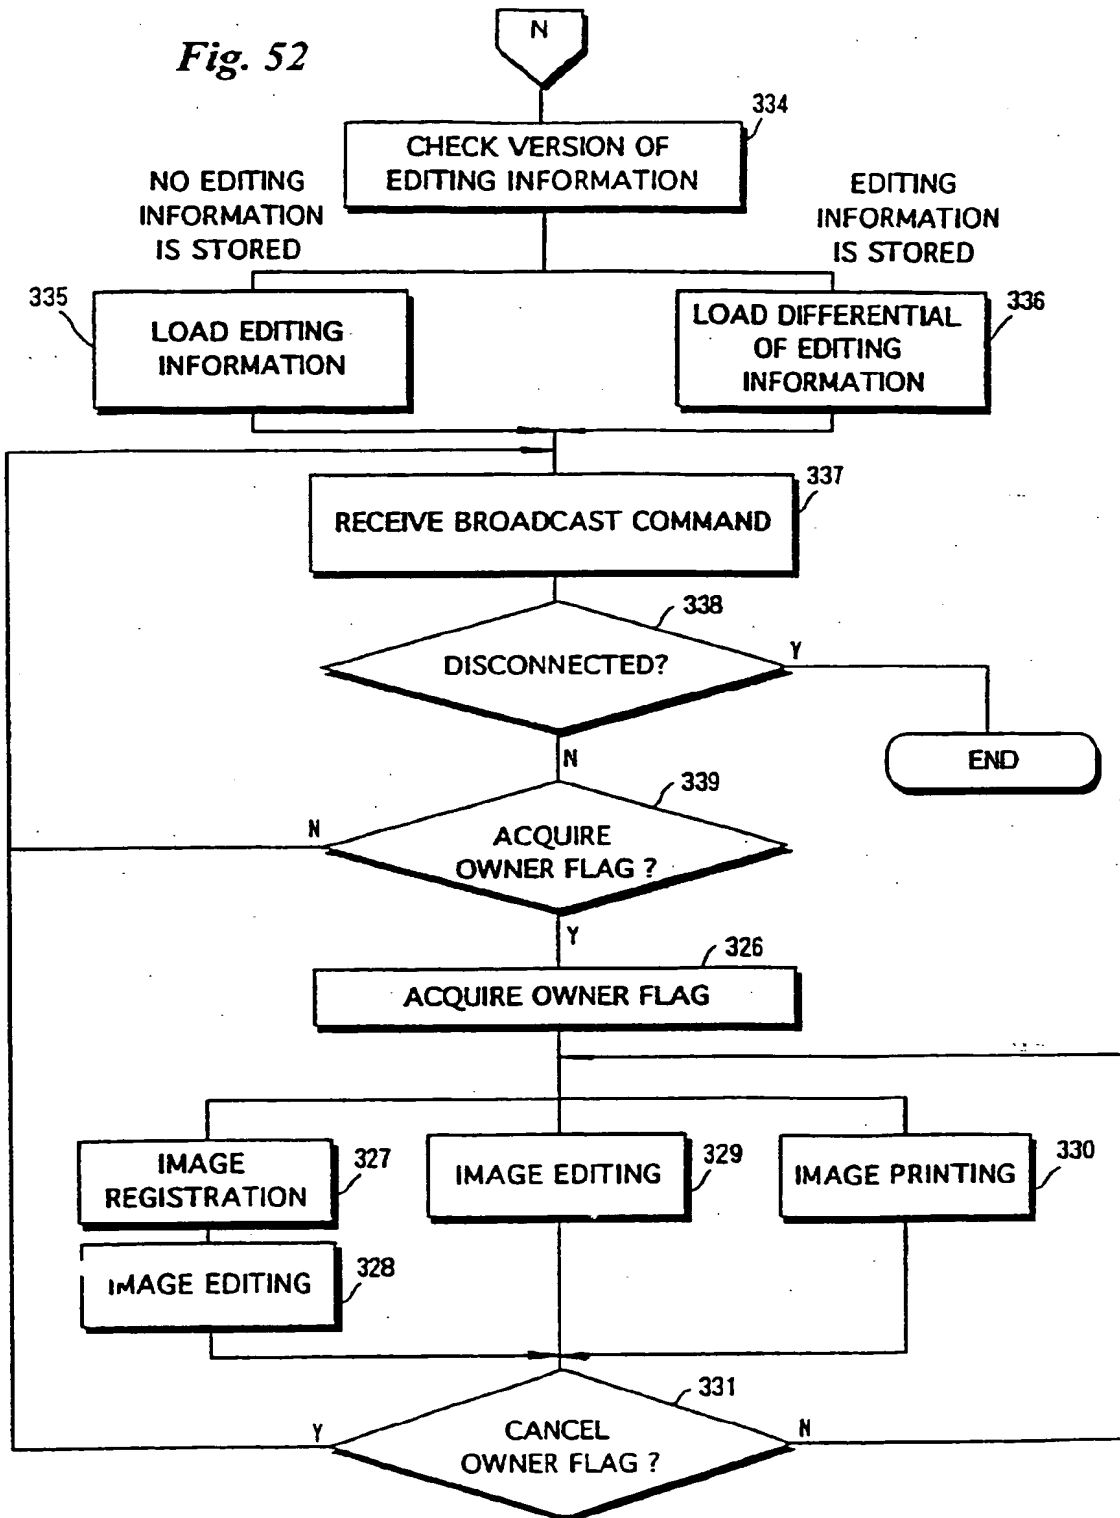 Fig. 52
N
334
CHECK VERSION OF
EDITING INFORMATION
NO EDITING
INFORMATION
IS STORED
EDITING
INFORMATION
IS STORED
335
LOAD EDITING
INFORMATION
336
LOAD DIFFERENTIAL
OF EDITING
INFORMATION
337
RECEIVE BROADCAST COMMAND
338
DISCONNECTED?
Y
END
N
339
N
ACQUIRE
OWNER FLAG ?
Y
326
ACQUIRE OWNER FLAG
IMAGE
REGISTRATION
327
IMAGE EDITING
328
IMAGE EDITING
329
IMAGE PRINTING
330
331
Y
CANCEL
OWNER FLAG ?
N